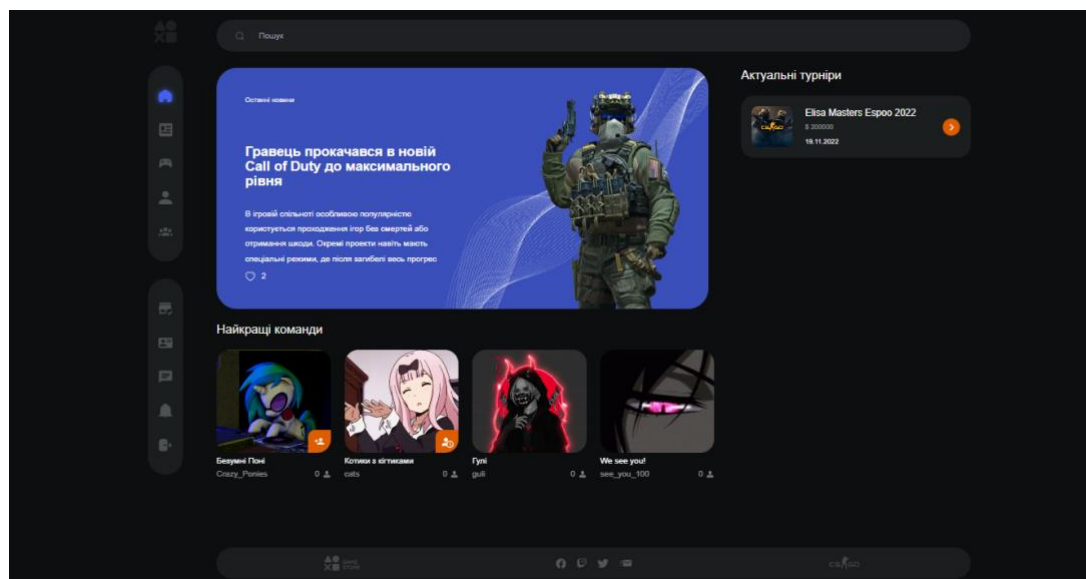 Пошук
Останні новини
Гравець прокачався в новій
Call of Duty до максимального
рівня
В ігровій спільноті особливою популярністю
користується проходження ігор без смертей або
отримання шкоди. Окремі проекти навіть мають
спеціальні режими, де після загибелі весь прогрес
2
Актуальні турніри
Elisa Masters Espoo 2022
$ 200000
19.11.2022
Найкращі команди
Безумні Поні
Crazy_Ponies 0
Котики з кігтиками
cats 0
Гулі
guli 0
We see you!
see_you_100 0
CS GO